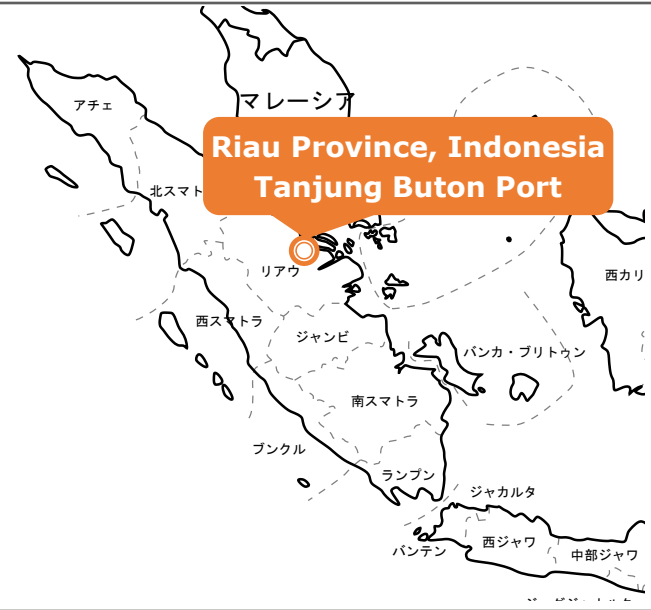 アチェ
マレーシア
Riau Province, Indonesia
Tanjung Buton Port
北スマト
リアウ
西カリ
西スマトラ
ジャンビ
バンカ・ブリトゥン
南スマトラ
ブンクル
ランプン
ジャカルタ
バンテン
西ジャワ
中部ジャワ